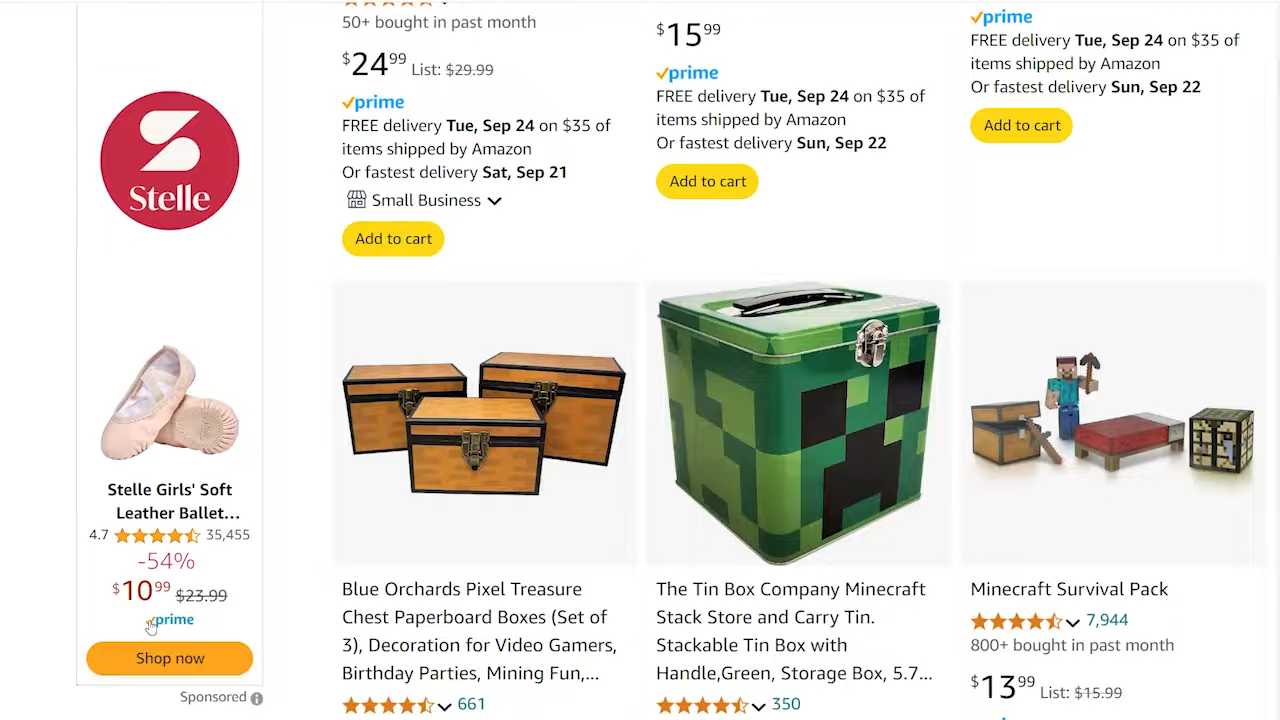 Stelle
Stelle Girls' Soft
Leather Ballet...
4.7 35,455
-54%
$10.99 $23.99
prime
Shop now
Sponsored
50+ bought in past month
$24.99 List: $29.99
prime
FREE delivery Tue, Sep 24 on $35 of
items shipped by Amazon
Or fastest delivery Sat, Sep 21
Small Business
Add to cart
$15.99
prime
FREE delivery Tue, Sep 24 on $35 of
items shipped by Amazon
Or fastest delivery Sun, Sep 22
Add to cart
prime
FREE delivery Tue, Sep 24 on $35 of
items shipped by Amazon
Or fastest delivery Sun, Sep 22
Add to cart
Blue Orchards Pixel Treasure
Chest Paperboard Boxes (Set of
3), Decoration for Video Gamers,
Birthday Parties, Mining Fun,...
661
The Tin Box Company Minecraft
Stack Store and Carry Tin.
Stackable Tin Box with
Handle,Green, Storage Box, 5.7...
350
Minecraft Survival Pack
7,944
800+ bought in past month
$13.99 List: $15.99